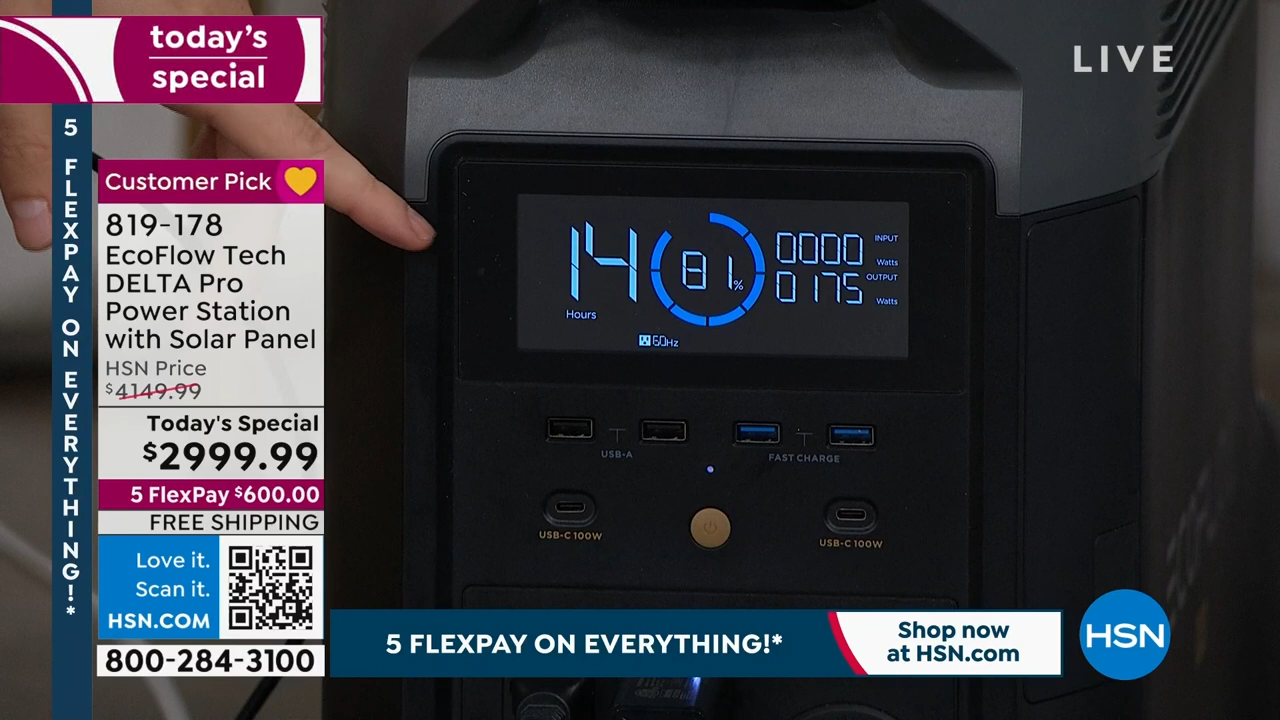 today's
special
LIVE
5 FLEXPAY ON EVERYTHING!*
Customer Pick
819-178
EcoFlow Tech
DELTA Pro
Power Station
with Solar Panel
HSN Price
$4149.99
Today's Special
$2999.99
5 FlexPay $600.00
FREE SHIPPING
Love it.
Scan it.
HSN.COM
800-284-3100
14
Hours
81%
0000
INPUT
Watts
0175
OUTPUT
Watts
60Hz
USB-A
FAST CHARGE
USB-C 100W
USB-C 100W
5 FLEXPAY ON EVERYTHING!*
Shop now
at HSN.com
HSN